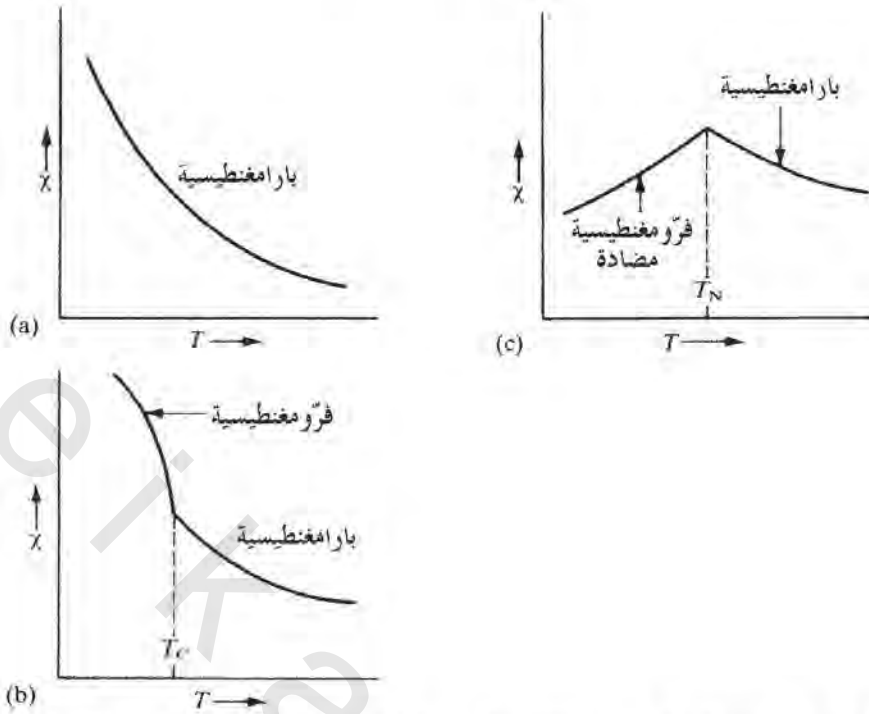 χ
بارامغنطيسية
(a)
T
χ
فرّومغنطيسية
بارامغنطيسية
T_C
(b)
T
χ
بارامغنطيسية
فرّومغنطيسية
مضادة
T_N
(c)
T
e
i
k
s